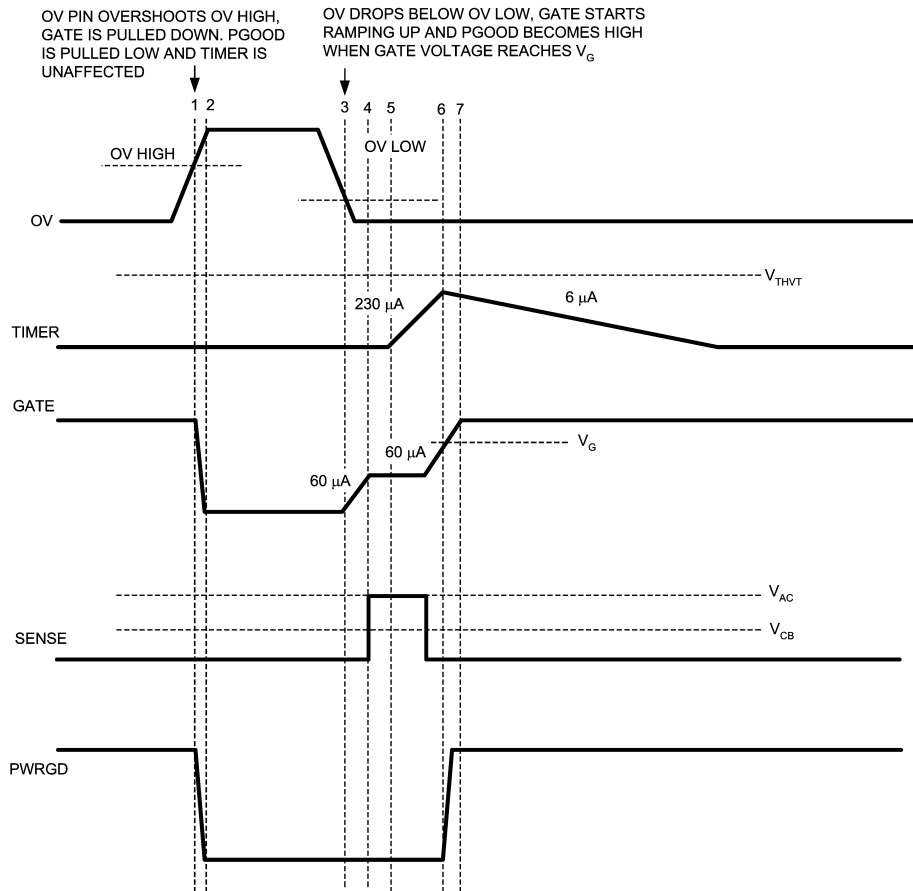 OV PIN OVERSHOOTS OV HIGH,
GATE IS PULLED DOWN. PGOOD
IS PULLED LOW AND TIMER IS
UNAFFECTED
OV DROPS BELOW OV LOW, GATE STARTS
RAMPING UP AND PGOOD BECOMES HIGH
WHEN GATE VOLTAGE REACHES VG
1 2 3 4 5 6 7
OV HIGH
OV LOW
OV
VTHVT
230 μA
6 μA
TIMER
GATE
VG
60 μA
60 μA
VAC
VCB
SENSE
PWRGD